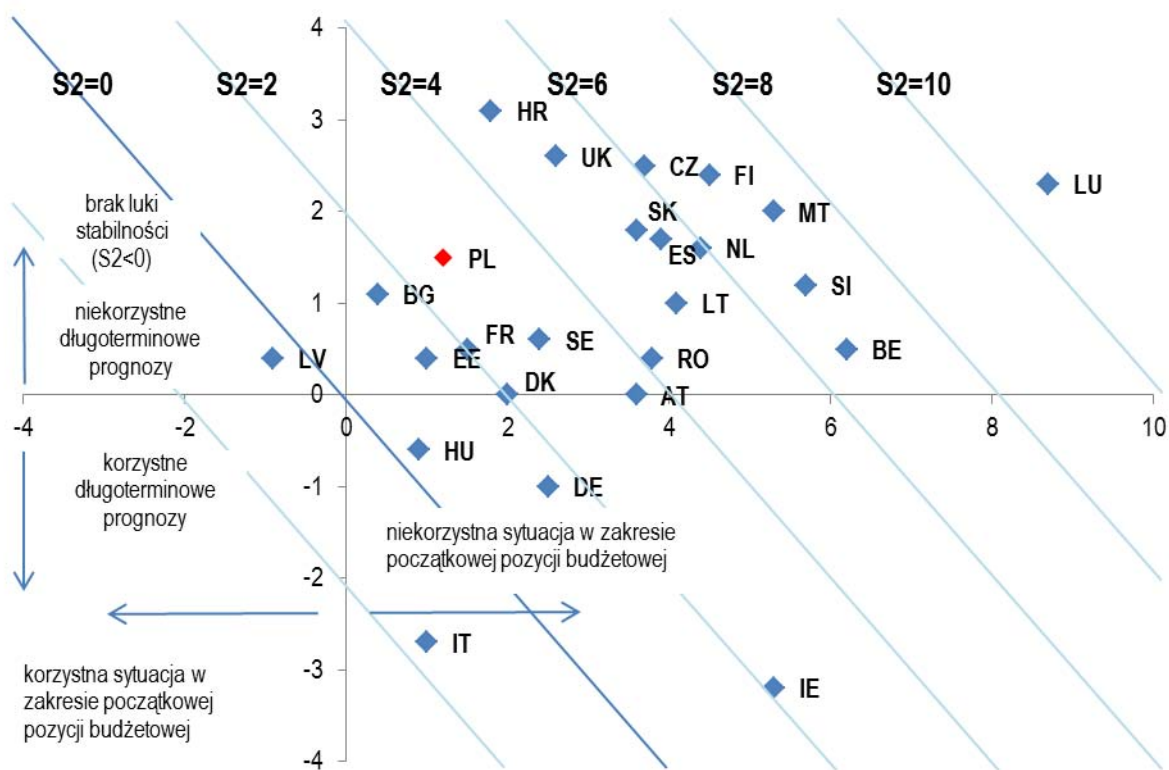 4
S2=0 S2=2 S2=4 S2=6 S2=8 S2=10
3
HR
UK
CZ
FI
LU
2
SK
MT
brak luki
stabilności
(S2<0)
PL
ES
NL
SI
1
BG
LT
niekorzystne
długoterminowe
prognozy
FR
SE
BE
LV
EE
RO
DK
AT
0
-4 -2 0 2 4 6 8 10
HU
korzystne
długoterminowe
prognozy
-1
DE
niekorzystna sytuacja w zakresie
początkowej pozycji budżetowej
-2
IT
korzystna sytuacja w
zakresie początkowej
pozycji budżetowej
-3
IE
-4